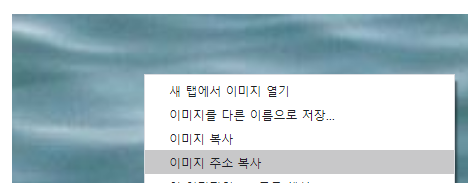 새 탭에서 이미지 열기
이미지를 다른 이름으로 저장...
이미지 복사
이미지 주소 복사